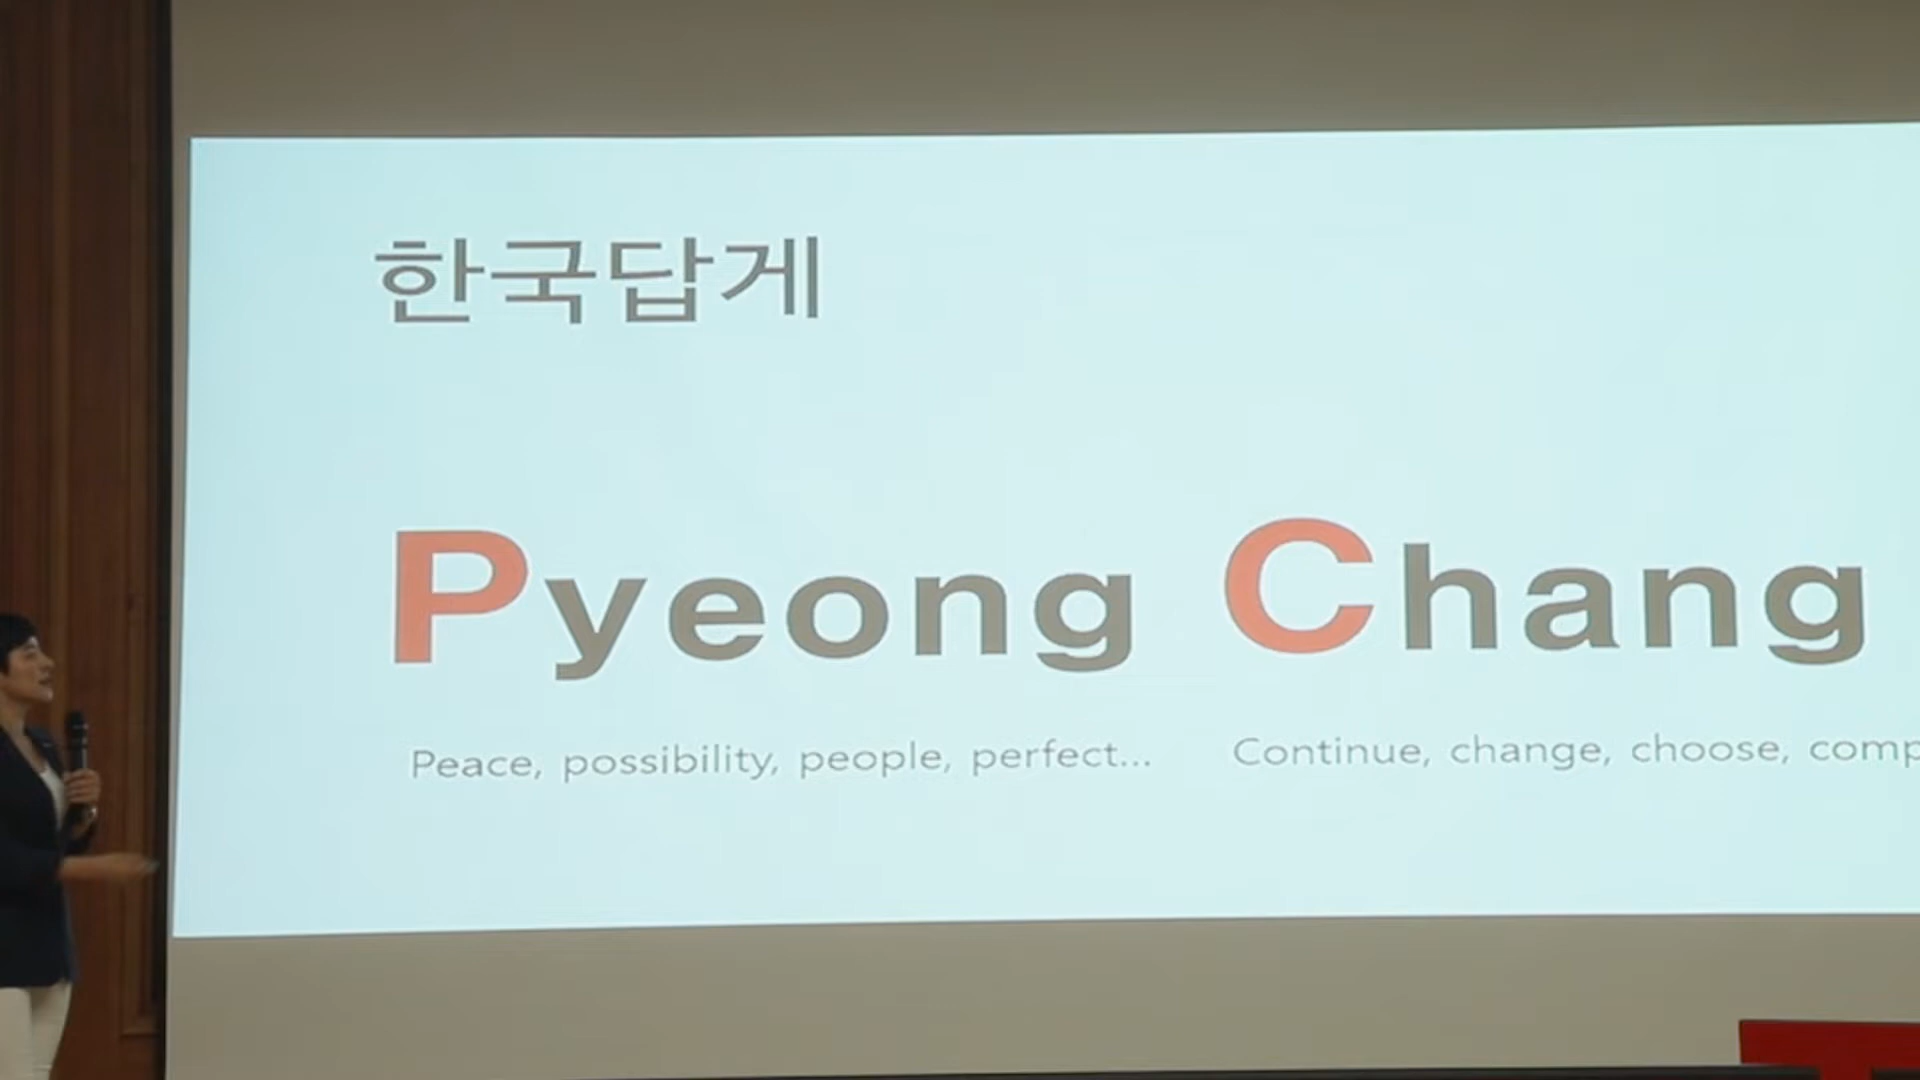 한국답게
Pyeong Chang
Peace, possibility, people, perfect... Continue, change, choose,